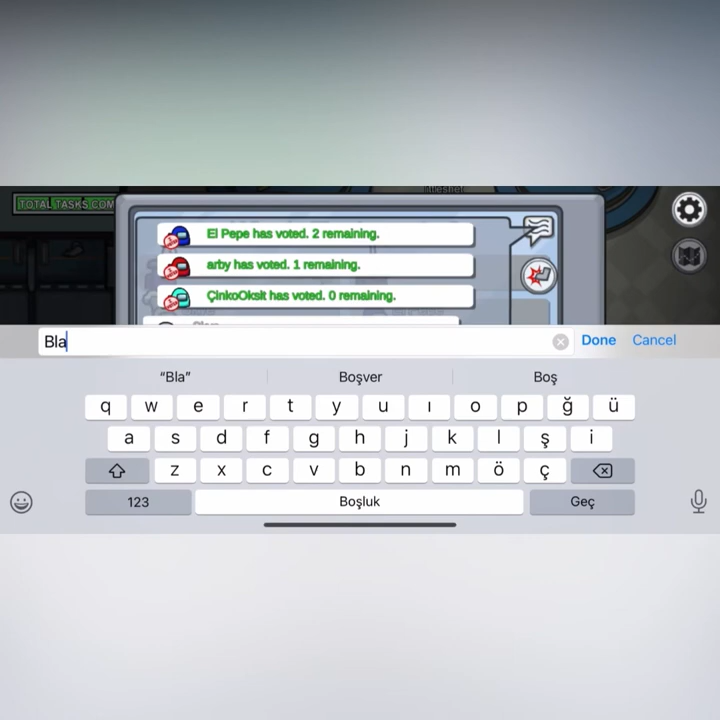 TOTAL TASKS COM
El Pepe has voted. 2 remaining.
arby has voted. 1 remaining.
ÇinkoOksit has voted. 0 remaining.
Bla
Done
Cancel
“Bla”
Boşver
Boş
q w e r t y u ı o p ğ ü
a s d f g h j k l ş i
z x c v b n m ö ç
123
Boşluk
Geç